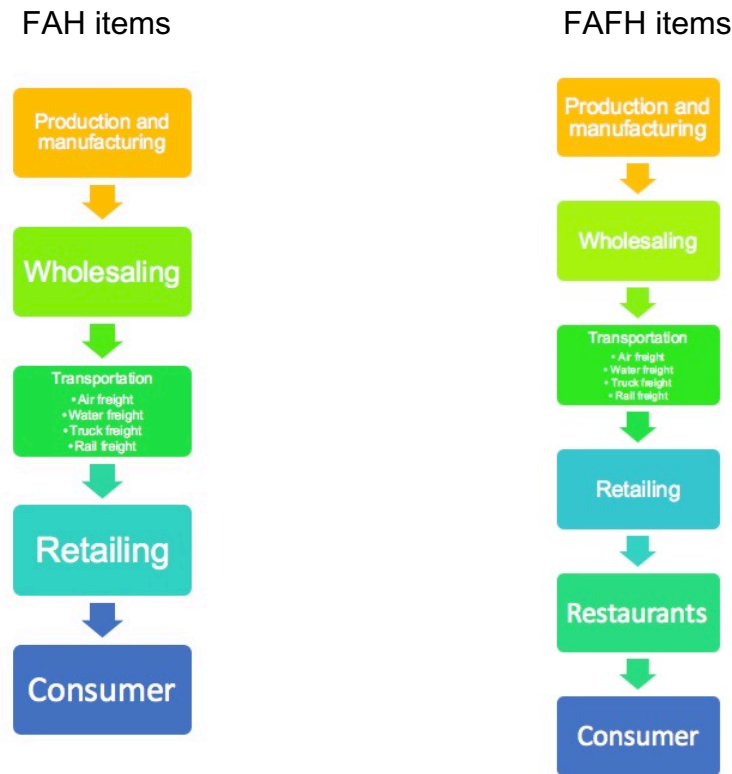 FAH items
Production and
manufacturing
Wholesaling
Transportation
• Air freight
• Water freight
• Truck freight
• Rail freight
Retailing
Consumer
FAFH items
Production and
manufacturing
Wholesaling
Transportation
• Air freight
• Water freight
• Truck freight
• Rail freight
Retailing
Restaurants
Consumer